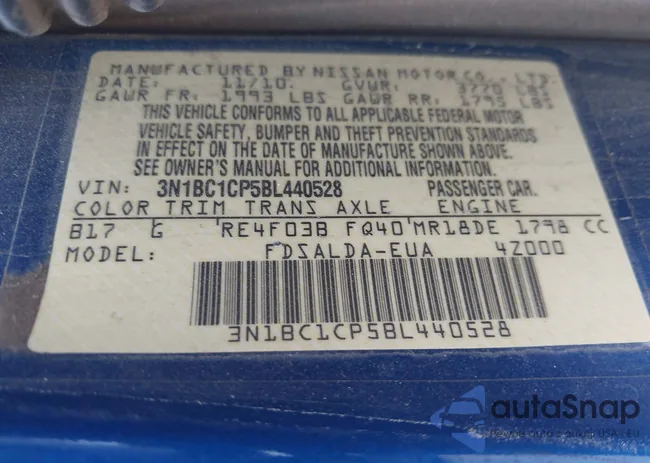 MANUFACTURED BY NISSAN MOTOR CO., LTD.
DATE: 11/10. GVWR: 3770 LBS
GAWR FR: 1993 LBS GAWR RR: 1795 LBS
THIS VEHICLE CONFORMS TO ALL APPLICABLE FEDERAL MOTOR
VEHICLE SAFETY, BUMPER AND THEFT PREVENTION STANDARDS
IN EFFECT ON THE DATE OF MANUFACTURE SHOWN ABOVE.
SEE OWNER'S MANUAL FOR ADDITIONAL INFORMATION.
VIN: 3N1BC1CP5BL440528 PASSENGER CAR.
COLOR TRIM TRANS AXLE ENGINE
B17 G RE4F03B FQ40 MR18DE 1798 CC
MODEL: FDSALDA-EUA 4Z000
3N1BC1CP5BL440528
autaSnap
USA - EU